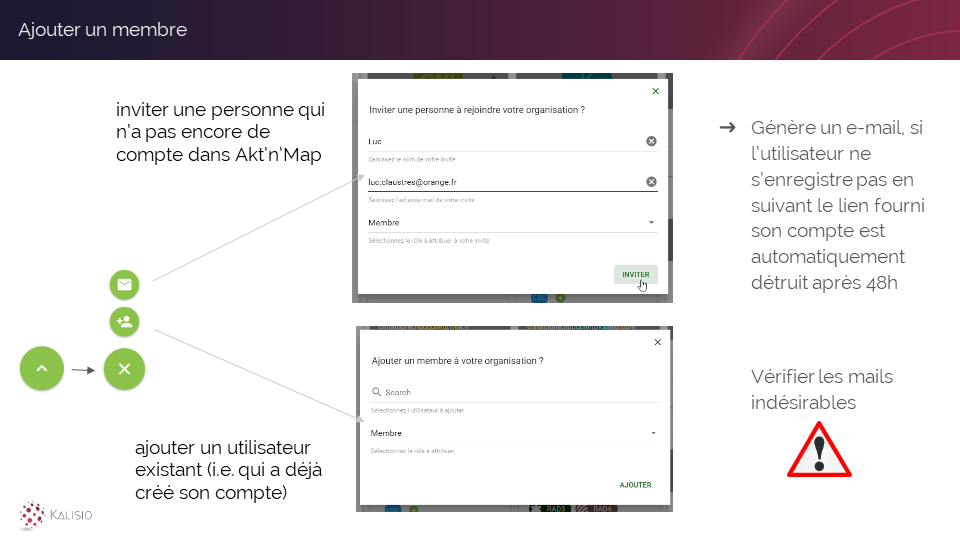 Ajouter un membre
inviter une personne qui
n'a pas encore de
compte dans Akt'n'Map
Inviter une personne à rejoindre votre organisation ?
Luc
Saisissez le nom de votre invité
luc.claustres@orange.fr
Saisissez l'adresse mail de votre invité
Membre
Sélectionnez le rôle à attribuer à votre invité
INVITER
CDC
➔ Génère un e-mail, si
l'utilisateur ne
s'enregistre pas en
suivant le lien fourni
son compte est
automatiquement
détruit après 48h
ajouter un utilisateur
existant (i.e. qui a déjà
créé son compte)
Ajouter un membre à votre organisation ?
Search
Sélectionnez l'utilisateur à ajouter
Membre
Sélectionnez le rôle à attribuer
AJOUTER
RAD3
RAD4
Vérifier les mails
indésirables
KALISIO